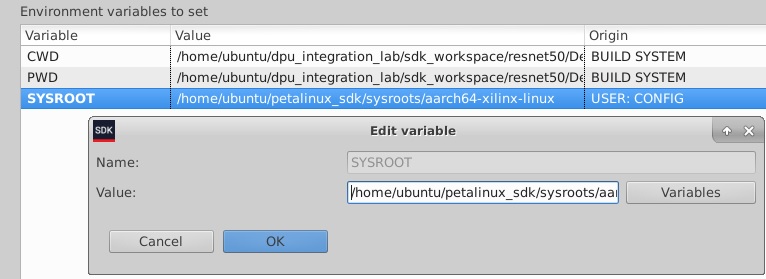 Environment variables to set
Variable Value Origin
CWD /home/ubuntu/dpu_integration_lab/sdk_workspace/resnet50/De BUILD SYSTEM
PWD /home/ubuntu/dpu_integration_lab/sdk_workspace/resnet50/De BUILD SYSTEM
SYSROOT /home/ubuntu/petalinux_sdk/sysroots/aarch64-xilinx-linux USER: CONFIG
SDK Edit variable
Name: SYSROOT
Value: /home/ubuntu/petalinux_sdk/sysroots/aar Variables
Cancel OK